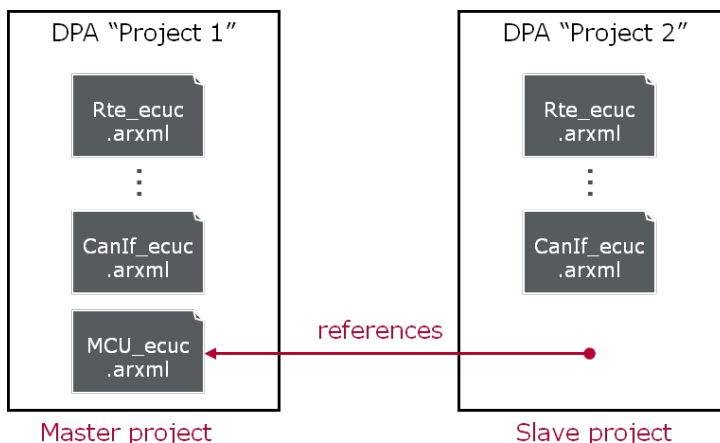 DPA “Project 1”
Rte_ecuc
.arxml
CanIf_ecuc
.arxml
MCU_ecuc
.arxml
Master project
references
DPA “Project 2”
Rte_ecuc
.arxml
CanIf_ecuc
.arxml
Slave project